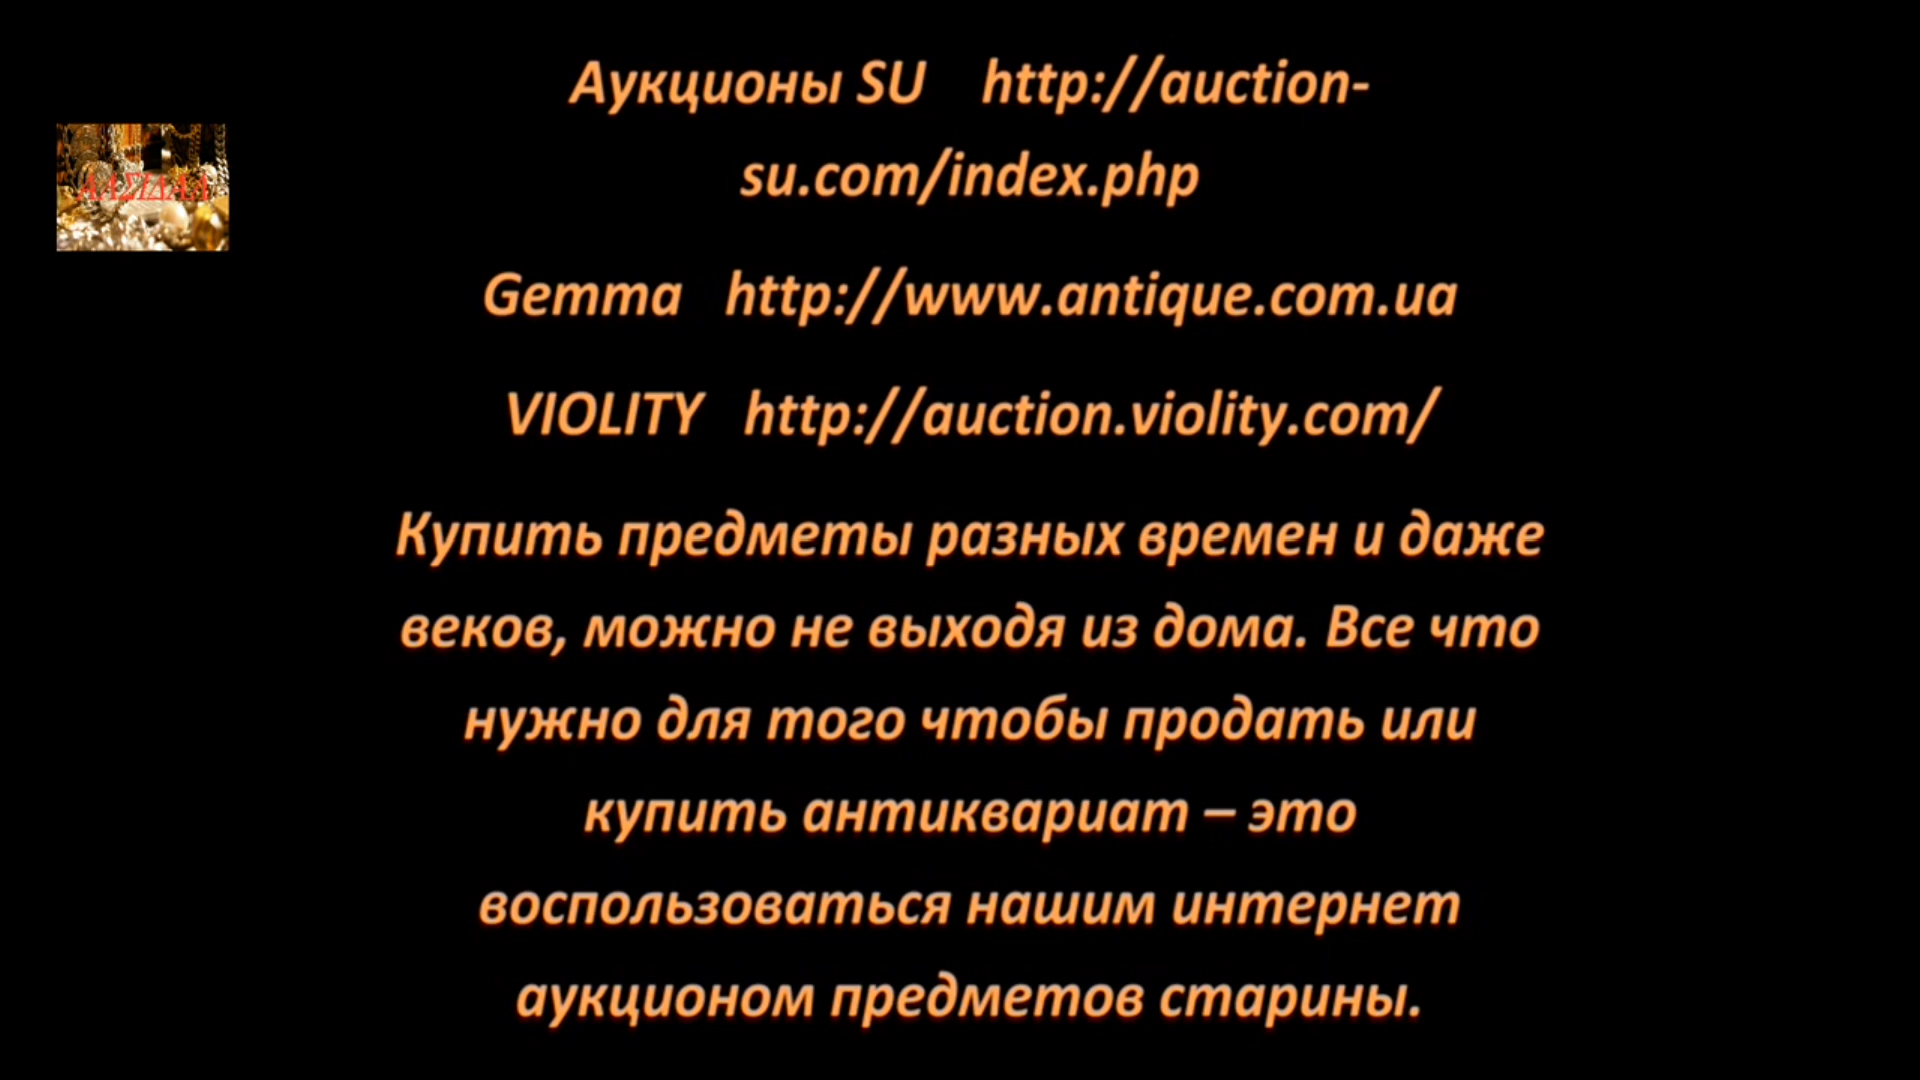 Аукционы SU http://auction-
su.com/index.php
Gemma http://www.antique.com.ua
VIOLITY http://auction.violity.com/
Купить предметы разных времен и даже
веков, можно не выходя из дома. Все что
нужно для того чтобы продать или
купить антиквариат – это
воспользоваться нашим интернет
аукционом предметов старины.